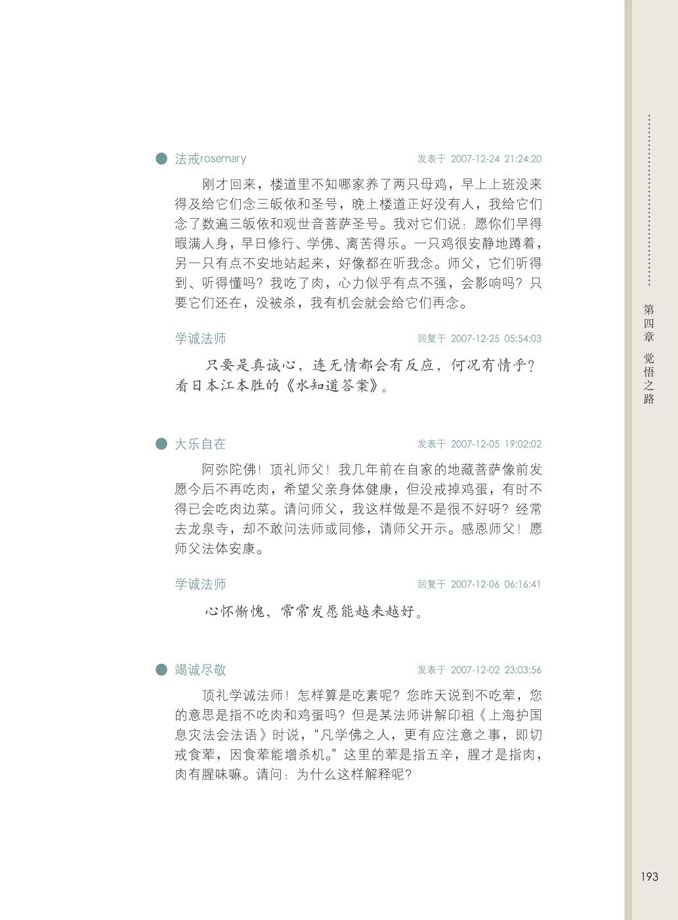 法戒rosemary
发表于 2007-12-24 21:24:20
刚才回来，楼道里不知哪家养了两只母鸡，早上上班没来
得及给它们念三皈依和圣号，晚上楼道正好没有人，我给它们
念了数遍三皈依和观世音菩萨圣号。我对它们说：愿你们早得
暇满人身，早日修行、学佛、离苦得乐。一只鸡很安静地蹲着，
另一只有点不安地站起来，好像都在听我念。师父，它们听得
到、听得懂吗？我吃了肉，心力似乎有点不强，会影响吗？只
要它们还在，没被杀，我有机会就会给它们再念。
学诚法师
回复于 2007-12-25 05:54:03
只要是真诚心，连无情都会有反应，何况有情乎？
看日本江本胜的《水知道答案》。
大乐自在
发表于 2007-12-05 19:02:02
阿弥陀佛！顶礼师父！我几年前在自家的地藏菩萨像前发
愿今后不再吃肉，希望父亲身体健康，但没戒掉鸡蛋，有时不
得已会吃肉边菜。请问师父，我这样做是不是很不好呀？经常
去龙泉寺，却不敢问法师或同修，请师父开示。感恩师父！愿
师父法体安康。
学诚法师
回复于 2007-12-06 06:16:41
心怀惭愧，常常发愿能越来越好。
竭诚尽敬
发表于 2007-12-02 23:03:56
顶礼学诚法师！怎样算是吃素呢？您昨天说到不吃荤，您
的意思是指不吃肉和鸡蛋吗？但是某法师讲解印祖《上海护国
息灾法会法语》时说，“凡学佛之人，更有应注意之事，即切
戒食荤，因食荤能增杀机。”这里的荤是指五辛，腥才是指肉，
肉有腥味嘛。请问：为什么这样解释呢？
第四章 觉悟之路
193